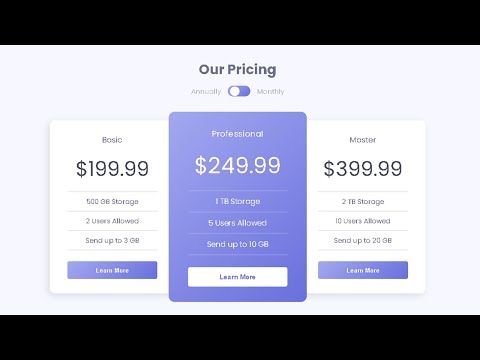 Our Pricing
Annually Monthly
Basic
$199.99
500 GB Storage
2 Users Allowed
Send up to 3 GB
Learn More
Professional
$249.99
1 TB Storage
5 Users Allowed
Send up to 10 GB
Learn More
Master
$399.99
2 TB Storage
10 Users Allowed
Send up to 20 GB
Learn More